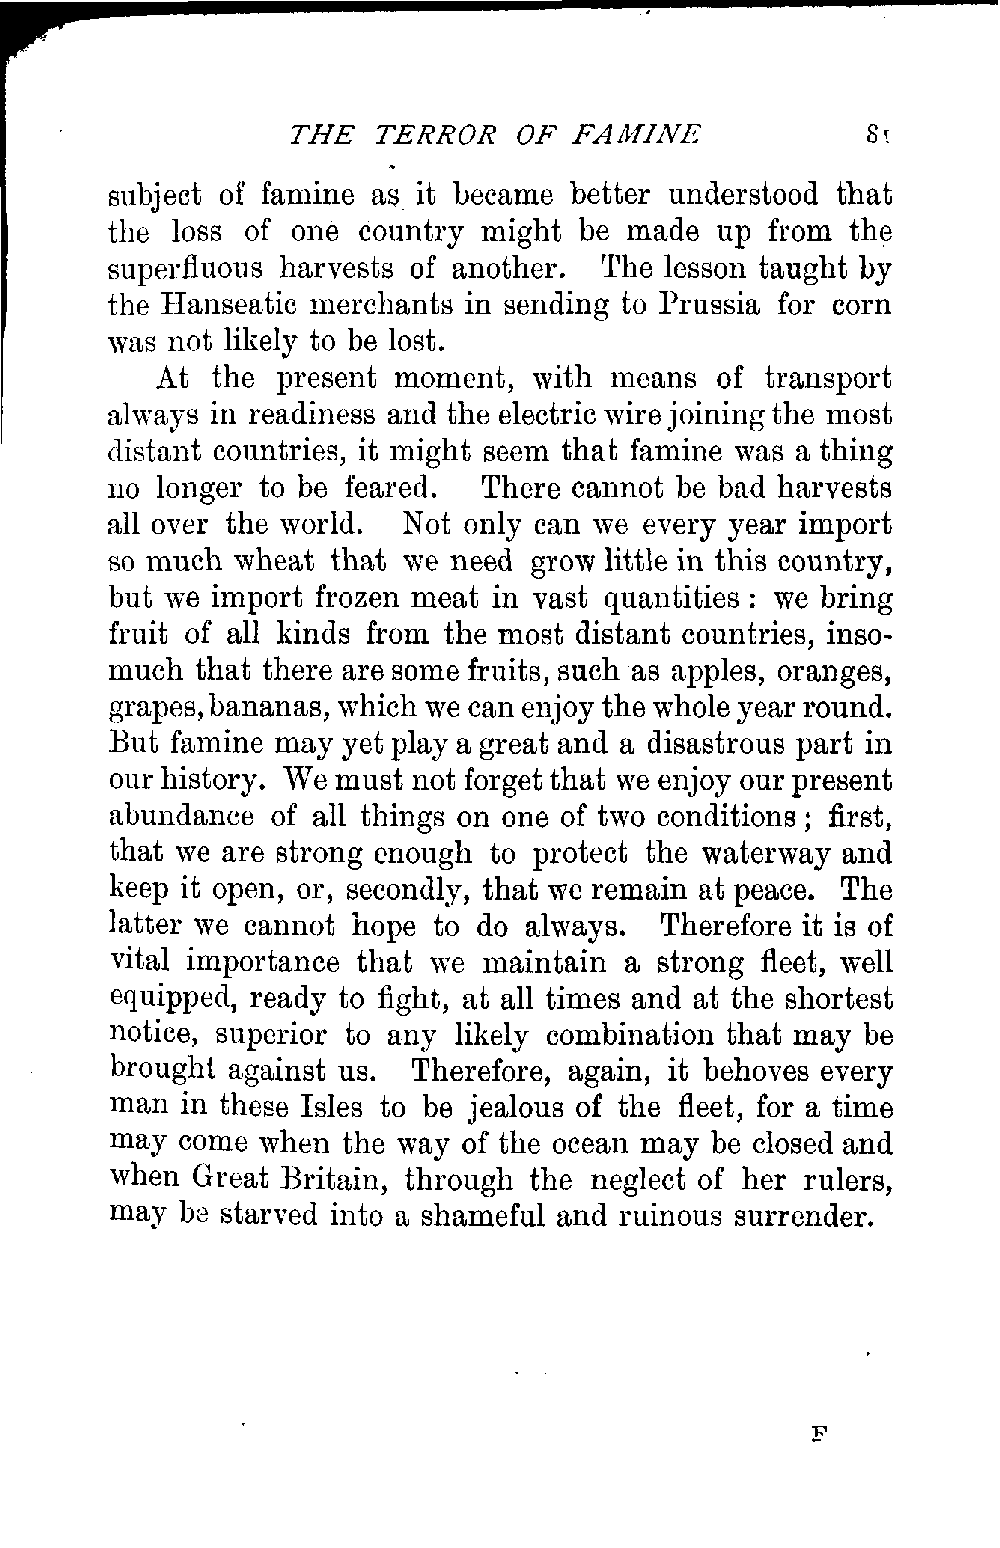 THE TERROR OF FAMINE 81
subject of famine as it became better understood that
the loss of one country might be made up from the
superfluous harvests of another. The lesson taught by
the Hanseatic merchants in sending to Prussia for corn
was not likely to be lost.
At the present moment, with means of transport
always in readiness and the electric wire joining the most
distant countries, it might seem that famine was a thing
no longer to be feared. There cannot be bad harvests
all over the world. Not only can we every year import
so much wheat that we need grow little in this country,
but we import frozen meat in vast quantities : we bring
fruit of all kinds from the most distant countries, inso-
much that there are some fruits, such as apples, oranges,
grapes, bananas, which we can enjoy the whole year round.
But famine may yet play a great and a disastrous part in
our history. We must not forget that we enjoy our present
abundance of all things on one of two conditions ; first,
that we are strong enough to protect the waterway and
keep it open, or, secondly, that we remain at peace. The
latter we cannot hope to do always. Therefore it is of
vital importance that we maintain a strong fleet, well
equipped, ready to fight, at all times and at the shortest
notice, superior to any likely combination that may be
brought against us. Therefore, again, it behoves every
man in these Isles to be jealous of the fleet, for a time
may come when the way of the ocean may be closed and
when Great Britain, through the neglect of her rulers,
may be starved into a shameful and ruinous surrender.
F